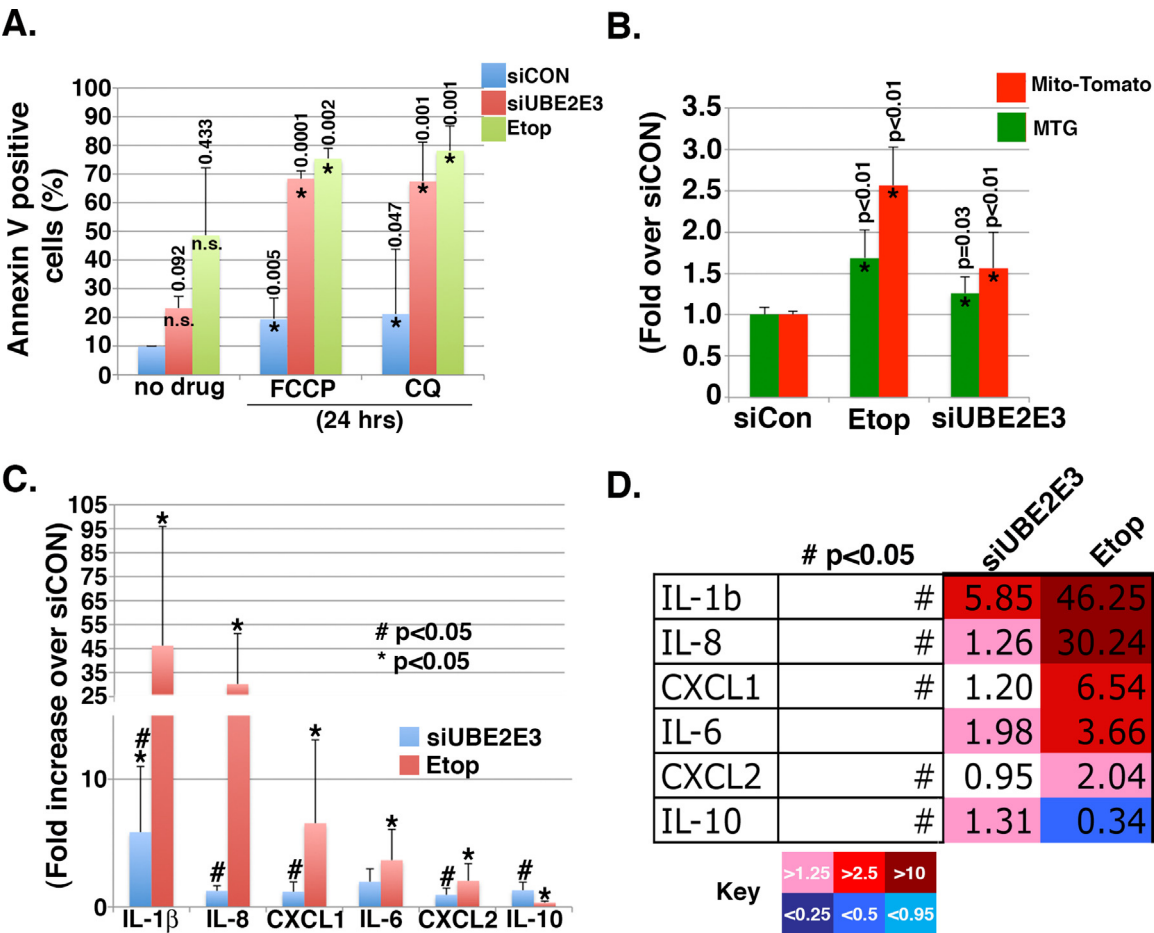 A.
siCON
siUBE2E3
Etop
Annexin V positive
cells (%)
100
90
80
70
60
50
40
30
20
10
0
n.s.
0.092
n.s.
0.433
*
0.005
*
0.0001
*
0.002
*
0.047
*
0.001
*
0.001
no drug
FCCP
CQ
(24 hrs)
B.
Mito-Tomato
MTG
(Fold over siCON)
3.5
3.0
2.5
2.0
1.5
1.0
0.5
0
*
p<0.01
*
p<0.01
*
p=0.03
*
p<0.01
siCon
Etop
siUBE2E3
C.
(Fold increase over siCON)
105
95
85
75
65
55
45
35
25
10
0
# p<0.05
* p<0.05
siUBE2E3
Etop
#
*
*
#
*
#
*
*
#
*
#
*
IL-1β
IL-8
CXCL1
IL-6
CXCL2
IL-10
D.
# p<0.05
siUBE2E3
Etop
IL-1b # 5.85 46.25
IL-8 # 1.26 30.24
CXCL1 # 1.20 6.54
IL-6 1.98 3.66
CXCL2 # 0.95 2.04
IL-10 # 1.31 0.34
Key
>1.25 >2.5 >10
<0.25 <0.5 <0.95